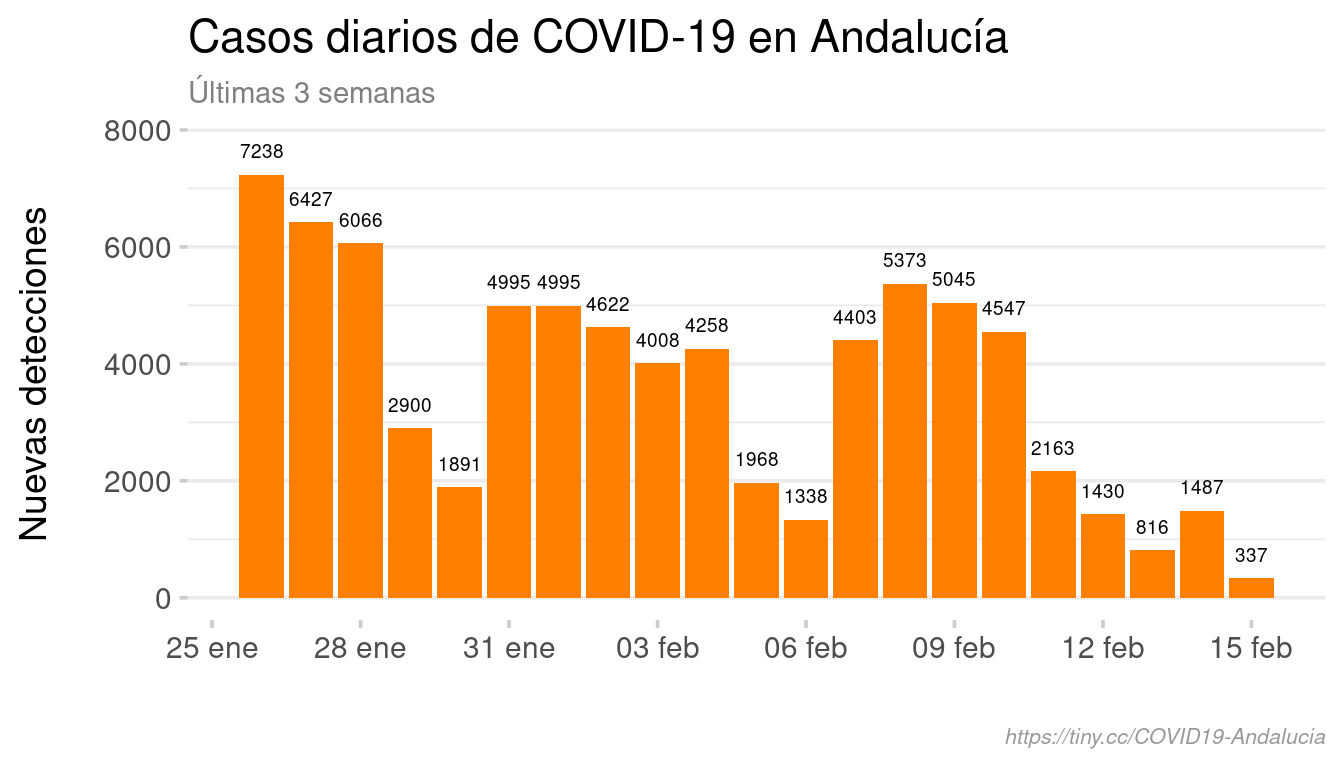 Casos diarios de COVID-19 en Andalucía
Últimas 3 semanas
Nuevas detecciones
8000
6000
4000
2000
0
7238
6427
6066
2900
1891
4995
4995
4622
4008
4258
1968
1338
4403
5373
5045
4547
2163
1430
816
1487
337
25 ene
28 ene
31 ene
03 feb
06 feb
09 feb
12 feb
15 feb
https://tiny.cc/COVID19-Andalucia